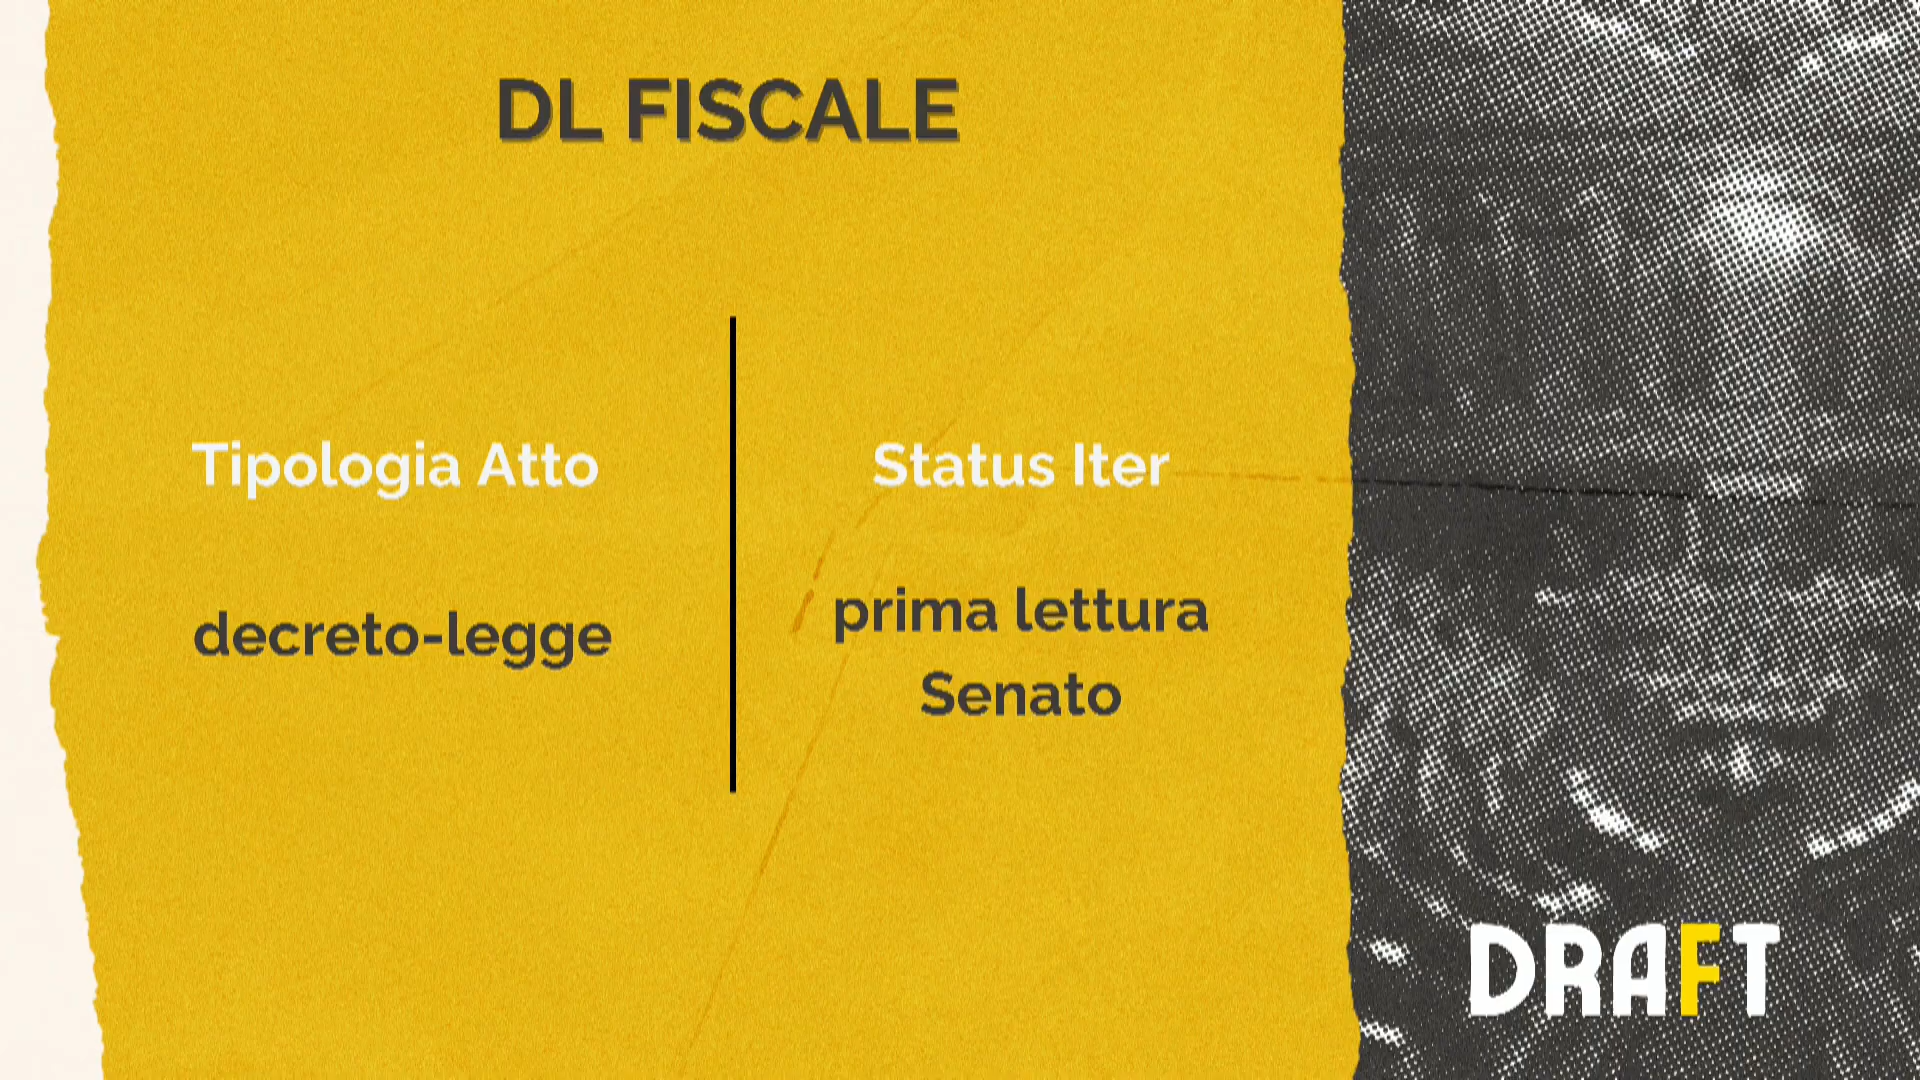 DL FISCALE
Tipologia Atto
decreto-legge
Status Iter
prima lettura
Senato
DRAFT